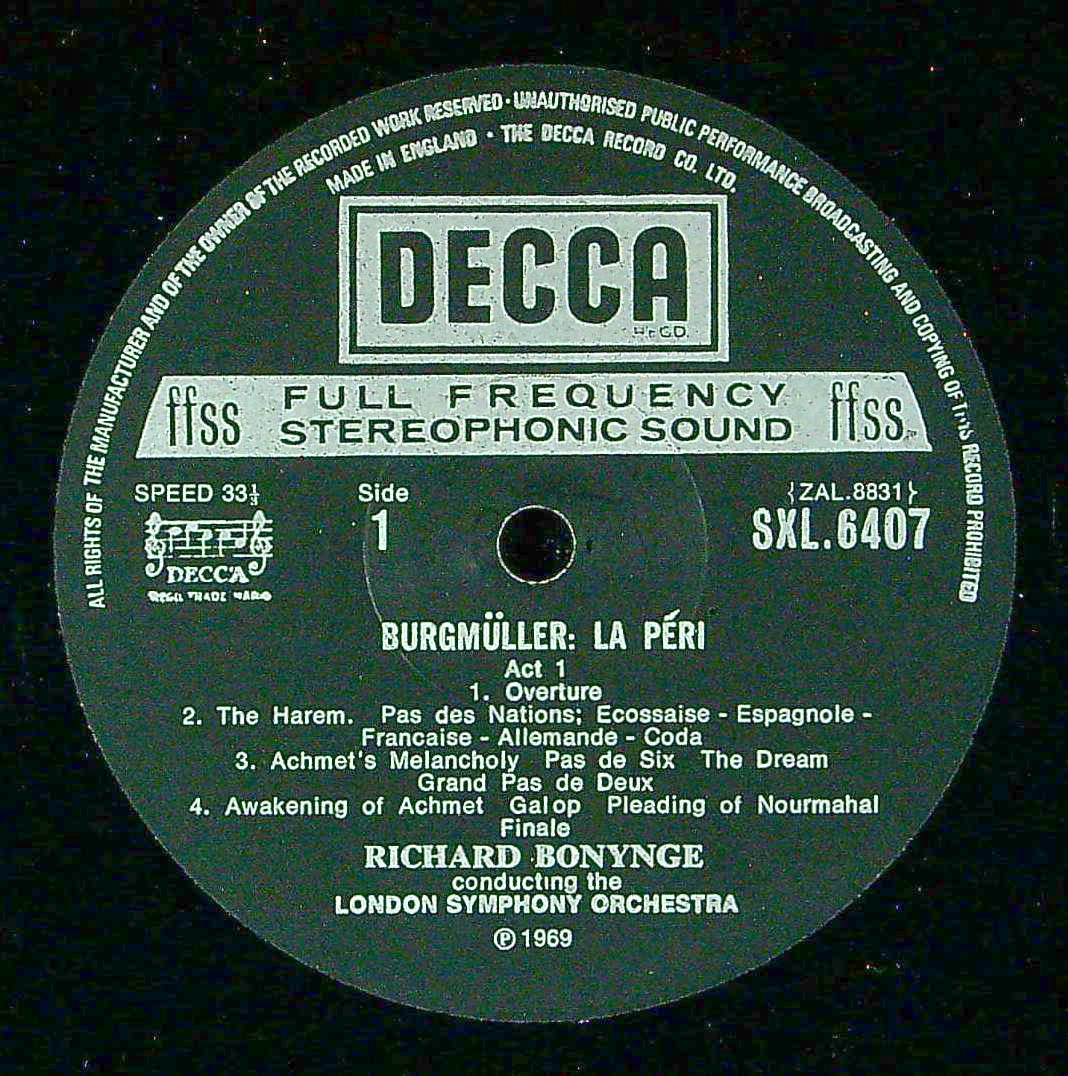 ALL RIGHTS OF THE MANUFACTURER AND OF THE OWNER OF THE RECORDED WORK RESERVED · UNAUTHORISED PUBLIC PERFORMANCE BROADCASTING AND COPYING OF THIS RECORD PROHIBITED
MADE IN ENGLAND · THE DECCA RECORD CO. LTD.
DECCA
ffss FULL FREQUENCY ffss
STEREOPHONIC SOUND
SPEED 33⅓ Side {ZAL.8831}
1 SXL.6407
DECCA
TRADE MARK
BURGMÜLLER: LA PÉRI
Act 1
1. Overture
2. The Harem. Pas des Nations; Ecossaise - Espagnole -
Francaise - Allemande - Coda
3. Achmet's Melancholy Pas de Six The Dream
Grand Pas de Deux
4. Awakening of Achmet Galop Pleading of Nourmahal
Finale
RICHARD BONYNGE
conducting the
LONDON SYMPHONY ORCHESTRA
℗ 1969